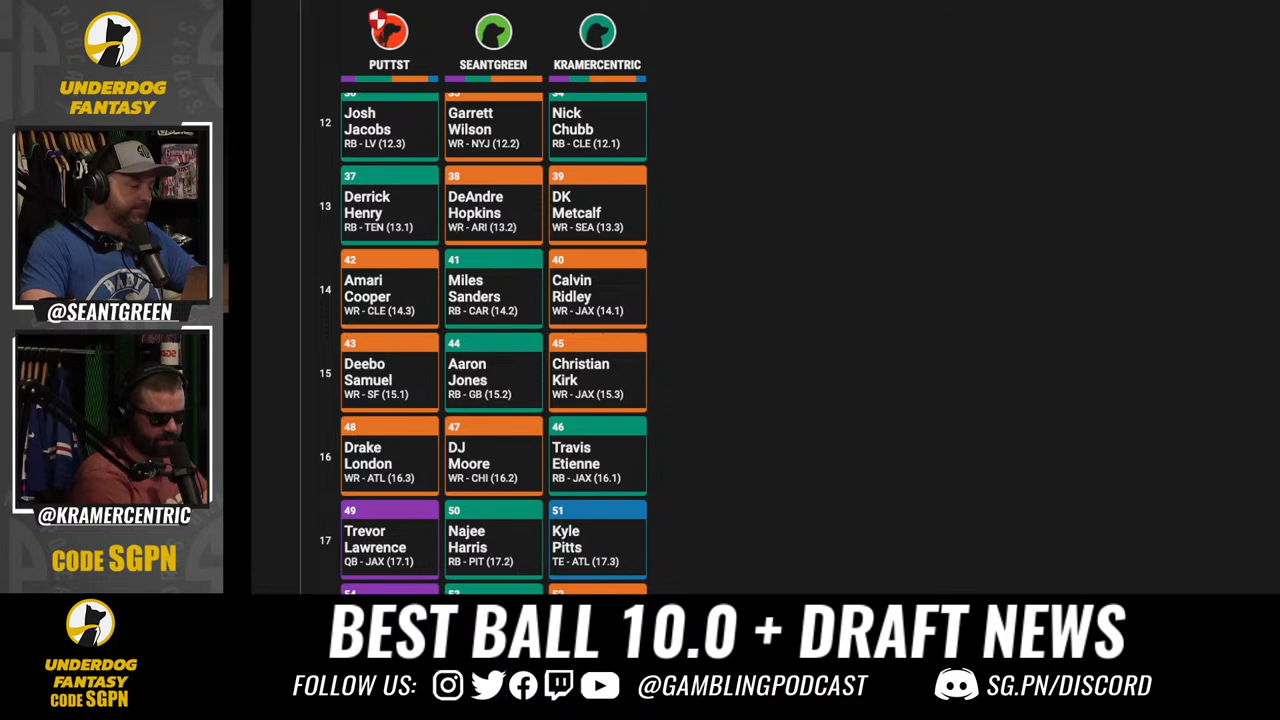 UNDERDOG
FANTASY
@SEANTGREEN
@KRAMERCENTRIC
CODE SGPN
PUTTST
SEANTGREEN
KRAMERCENTRIC
12
36
Josh
Jacobs
RB - LV (12.3)
35
Garrett
Wilson
WR - NYJ (12.2)
34
Nick
Chubb
RB - CLE (12.1)
13
37
Derrick
Henry
RB - TEN (13.1)
38
DeAndre
Hopkins
WR - ARI (13.2)
39
DK
Metcalf
WR - SEA (13.3)
14
42
Amari
Cooper
WR - CLE (14.3)
41
Miles
Sanders
RB - CAR (14.2)
40
Calvin
Ridley
WR - JAX (14.1)
15
43
Deebo
Samuel
WR - SF (15.1)
44
Aaron
Jones
RB - GB (15.2)
45
Christian
Kirk
WR - JAX (15.3)
16
48
Drake
London
WR - ATL (16.3)
47
DJ
Moore
WR - CHI (16.2)
46
Travis
Etienne
RB - JAX (16.1)
17
49
Trevor
Lawrence
QB - JAX (17.1)
50
Najee
Harris
RB - PIT (17.2)
51
Kyle
Pitts
TE - ATL (17.3)
UNDERDOG
FANTASY
CODE SGPN
BEST BALL 10.0 + DRAFT NEWS
FOLLOW US: @GAMBLINGPODCAST SG.PN/DISCORD